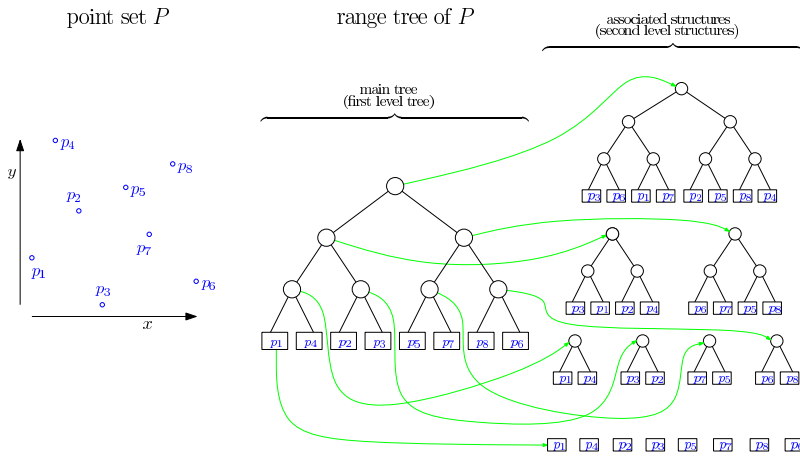 point set P
range tree of P
associated structures
(second level structures)
main tree
(first level tree)
y
x
p4
p8
p5
p2
p7
p1
p6
p3
p3 p6 p1 p7 p2 p5 p8 p4
p3 p1 p2 p4
p6 p7 p5 p8
p1 p4 p2 p3 p5 p7 p8 p6
p1 p4
p3 p2
p7 p5
p6 p8
p1 p4 p2 p3 p5 p7 p8 p6